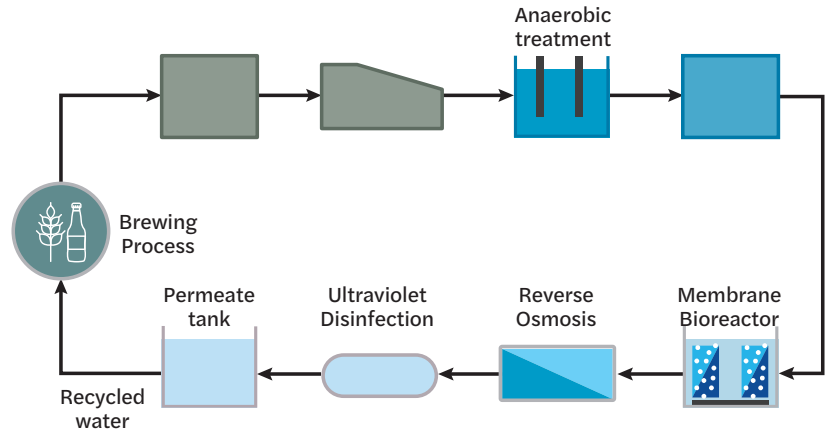 Anaerobic
treatment
Brewing
Process
Permeate
tank
Ultraviolet
Disinfection
Reverse
Osmosis
Membrane
Bioreactor
Recycled
water